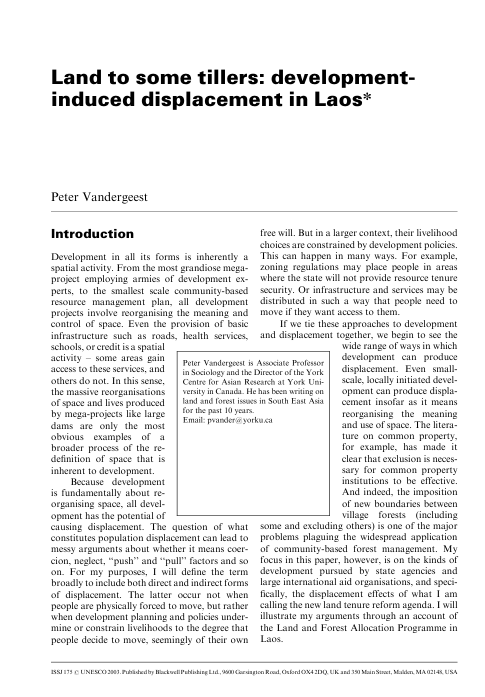 Land to some tillers: development-
induced displacement in Laos*
Peter Vandergeest
Introduction
Development in all its forms is inherently a
spatial activity. From the most grandiose mega-
project employing armies of development ex-
perts, to the smallest scale community-based
resource management plan, all development
projects involve reorganising the meaning and
control of space. Even the provision of basic
infrastructure such as roads, health services,
schools, or credit is a spatial
activity – some areas gain
access to these services, and
others do not. In this sense,
the massive reorganisations
of space and lives produced
by mega-projects like large
dams are only the most
obvious examples of a
broader process of the re-
definition of space that is
inherent to development.
Because development
is fundamentally about re-
organising space, all devel-
opment has the potential of
causing displacement. The question of what
constitutes population displacement can lead to
messy arguments about whether it means coer-
cion, neglect, ‘‘push’’ and ‘‘pull’’ factors and so
on. For my purposes, I will define the term
broadly to include both direct and indirect forms
of displacement. The latter occur not when
people are physically forced to move, but rather
when development planning and policies under-
mine or constrain livelihoods to the degree that
people decide to move, seemingly of their own
Peter Vandergeest is Associate Professor
in Sociology and the Director of the York
Centre for Asian Research at York Uni-
versity in Canada. He has been writing on
land and forest issues in South East Asia
for the past 10 years.
Email: pvander@yorku.ca
free will. But in a larger context, their livelihood
choices are constrained by development policies.
This can happen in many ways. For example,
zoning regulations may place people in areas
where the state will not provide resource tenure
security. Or infrastructure and services may be
distributed in such a way that people need to
move if they want access to them.
If we tie these approaches to development
and displacement together, we begin to see the
wide range of ways in which
development can produce
displacement. Even small-
scale, locally initiated devel-
opment can produce displa-
cement insofar as it means
reorganising the meaning
and use of space. The litera-
ture on common property,
for example, has made it
clear that exclusion is neces-
sary for common property
institutions to be effective.
And indeed, the imposition
of new boundaries between
village forests (including
some and excluding others) is one of the major
problems plaguing the widespread application
of community-based forest management. My
focus in this paper, however, is on the kinds of
development pursued by state agencies and
large international aid organisations, and speci-
fically, the displacement effects of what I am
calling the new land tenure reform agenda. I will
illustrate my arguments through an account of
the Land and Forest Allocation Programme in
Laos.
ISSJ 175 © UNESCO 2003. Published by Blackwell Publishing Ltd., 9600 Garsington Road, Oxford OX4 2DQ, UK and 350 Main Street, Malden, MA 02148, USA